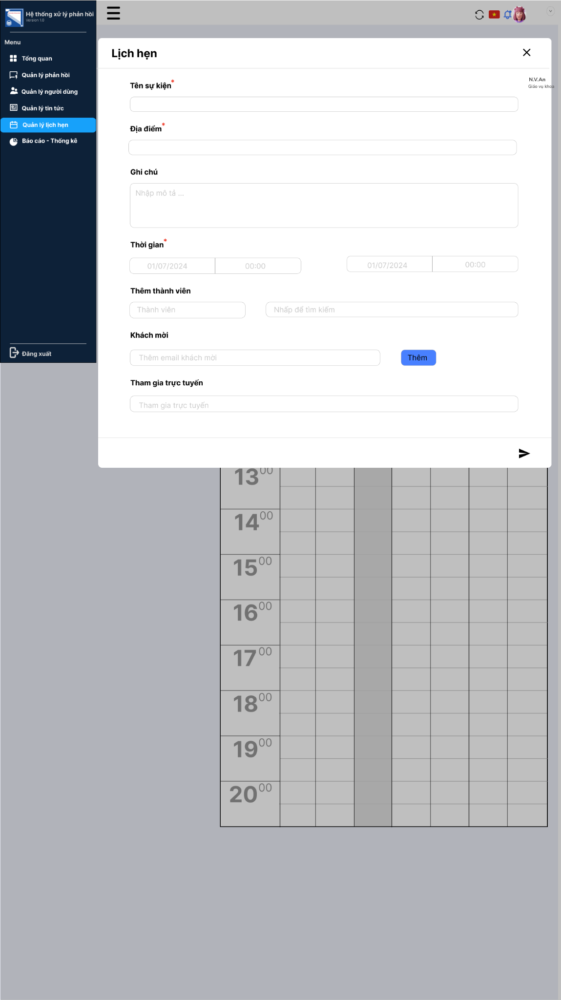 Hệ thống xử lý phản hồi
Version 1.0
Menu
Tổng quan
Quản lý phản hồi
Quản lý người dùng
Quản lý tin tức
Quản lý lịch hẹn
Báo cáo - Thống kê
Đăng xuất
Lịch hẹn
N.V.An
Giáo vụ khoa
Tên sự kiện*
Địa điểm*
Ghi chú
Nhập mô tả ...
Thời gian*
01/07/2024 00:00 01/07/2024 00:00
Thêm thành viên
Thành viên Nhấp để tìm kiếm
Khách mời
Thêm email khách mời Thêm
Tham gia trực tuyến
Tham gia trực tuyến
13 00
14 00
15 00
16 00
17 00
18 00
19 00
20 00